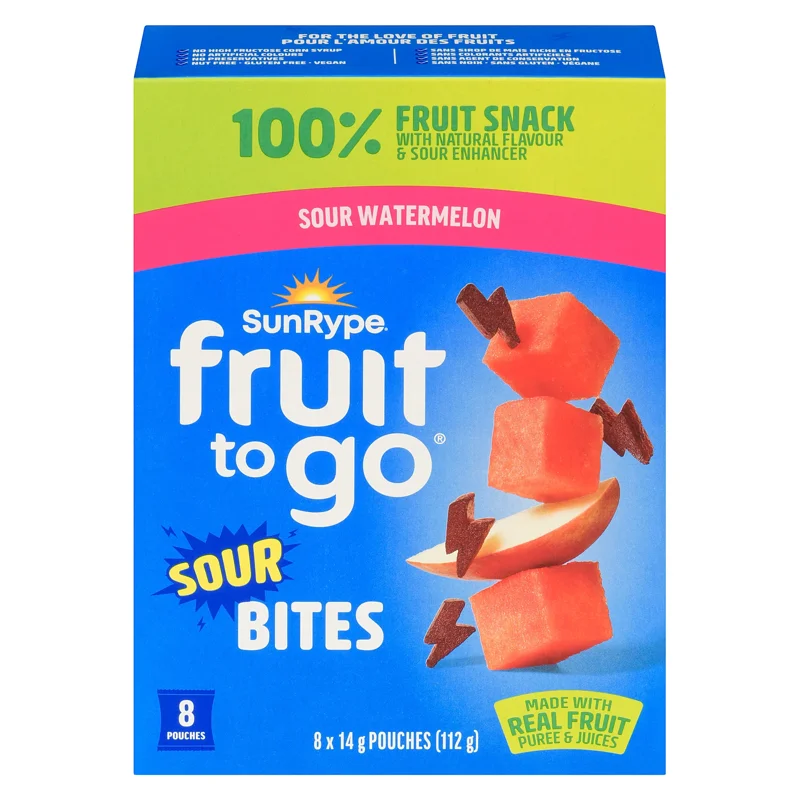 FOR THE LOVE OF FRUIT
POUR L'AMOUR DES FRUITS
NO HIGH FRUCTOSE CORN SYRUP
NO ARTIFICIAL COLOURS
NO PRESERVATIVES
NUT FREE · GLUTEN FREE · VEGAN
SANS SIROP DE MAÏS RICHE EN FRUCTOSE
SANS COLORANTS ARTIFICIELS
SANS AGENT DE CONSERVATION
SANS NOIX · SANS GLUTEN · VÉGANE
100% FRUIT SNACK
WITH NATURAL FLAVOUR
& SOUR ENHANCER
SOUR WATERMELON
SunRype®
fruit
to go®
SOUR
BITES
8
POUCHES
8 x 14 g POUCHES (112 g)
MADE WITH
REAL FRUIT
PUREE & JUICES